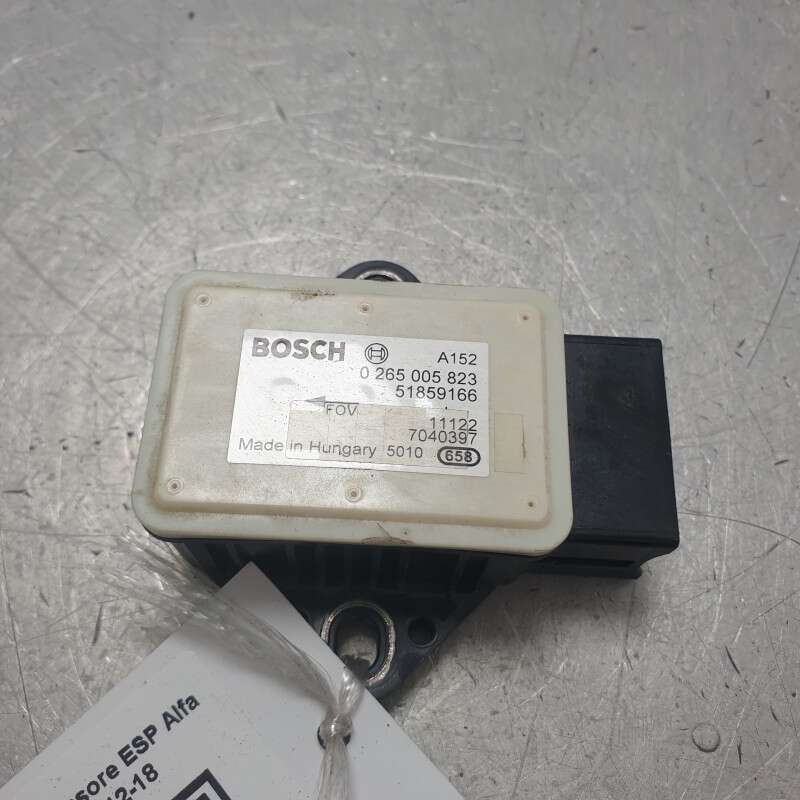 BOSCH A152
0 265 005 823
51859166
FOV
11122
7040397
Made in Hungary 5010 658
sore ESP Alfa
2-18